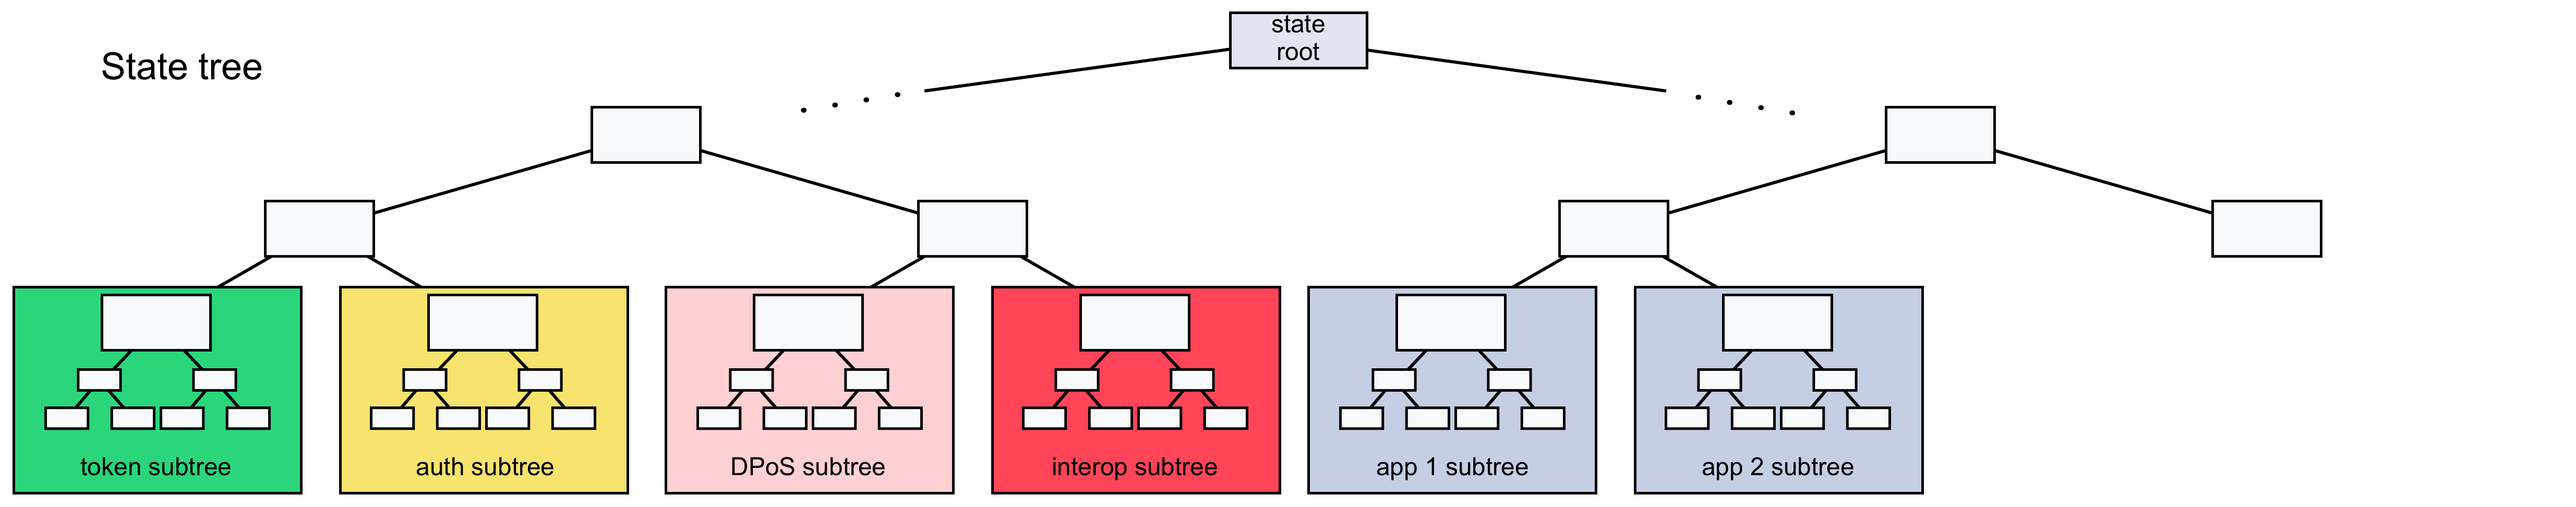 state
root
State tree
token subtree
auth subtree
DPoS subtree
interop subtree
app 1 subtree
app 2 subtree